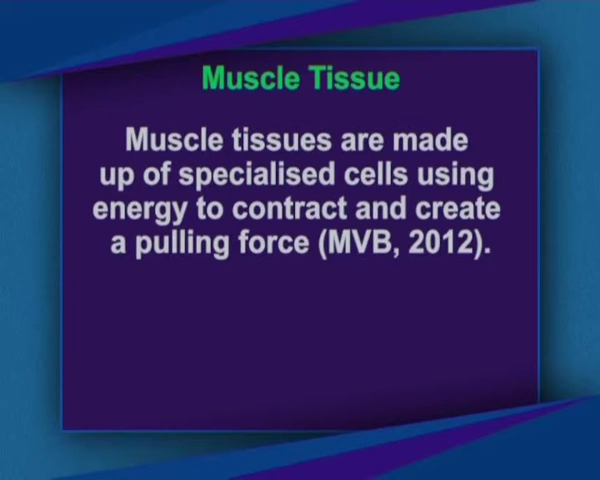 Muscle Tissue
Muscle tissues are made
up of specialised cells using
energy to contract and create
a pulling force (MVB, 2012).